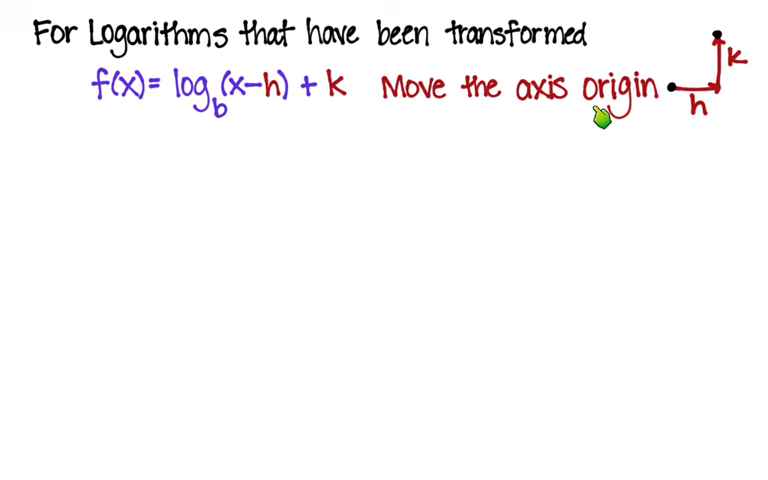 For Logarithms that have been transformed
f(x)= log_b (x-h) + k Move the axis origin
k
h